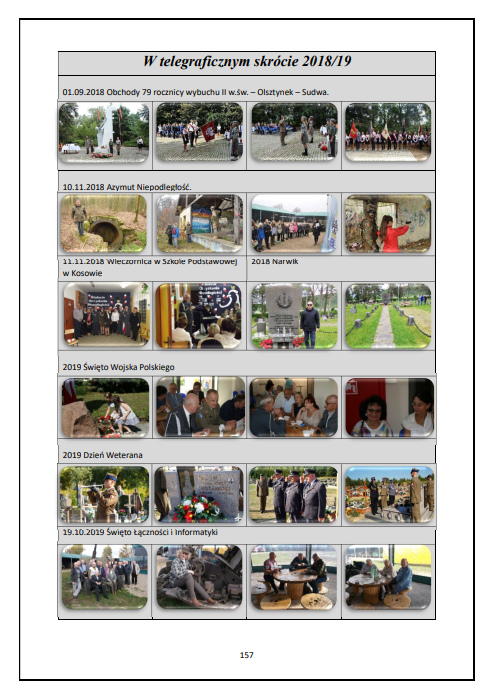 W telegraficznym skrócie 2018/19
01.09.2018 Obchody 79 rocznicy wybuchu II w.św. – Olsztynek – Sudwa.
10.11.2018 Azymut Niepodległość.
11.11.2018 Wieczornica w Szkole Podstawowej
w Kosowie
2018 Narwik
2019 Święto Wojska Polskiego
2019 Dzień Weterana
19.10.2019 Święto Łączności i Informatyki
157